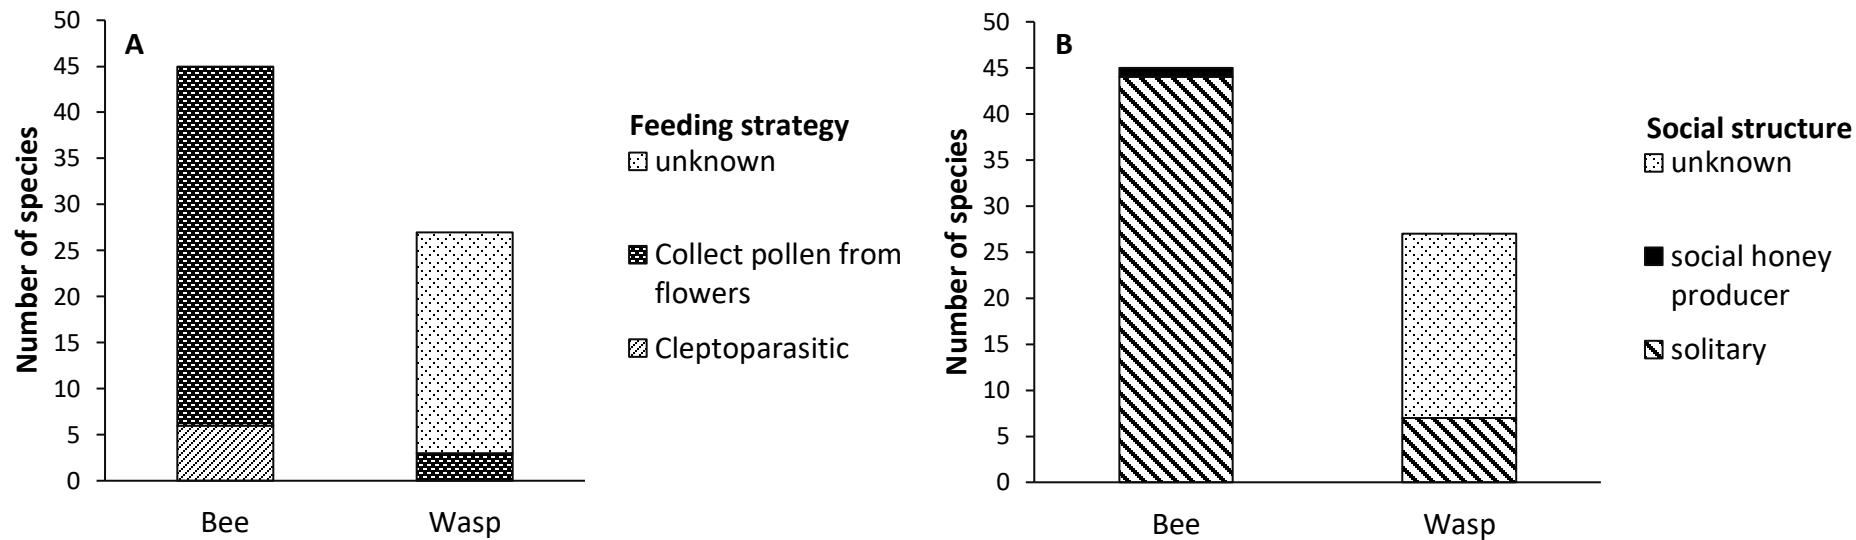 A
50
45
40
35
30
25
20
15
10
5
0
Number of species
Bee
Wasp
Feeding strategy
unknown
Collect pollen from
flowers
Cleptoparasitic
B
50
45
40
35
30
25
20
15
10
5
0
Number of species
Bee
Wasp
Social structure
unknown
social honey
producer
solitary